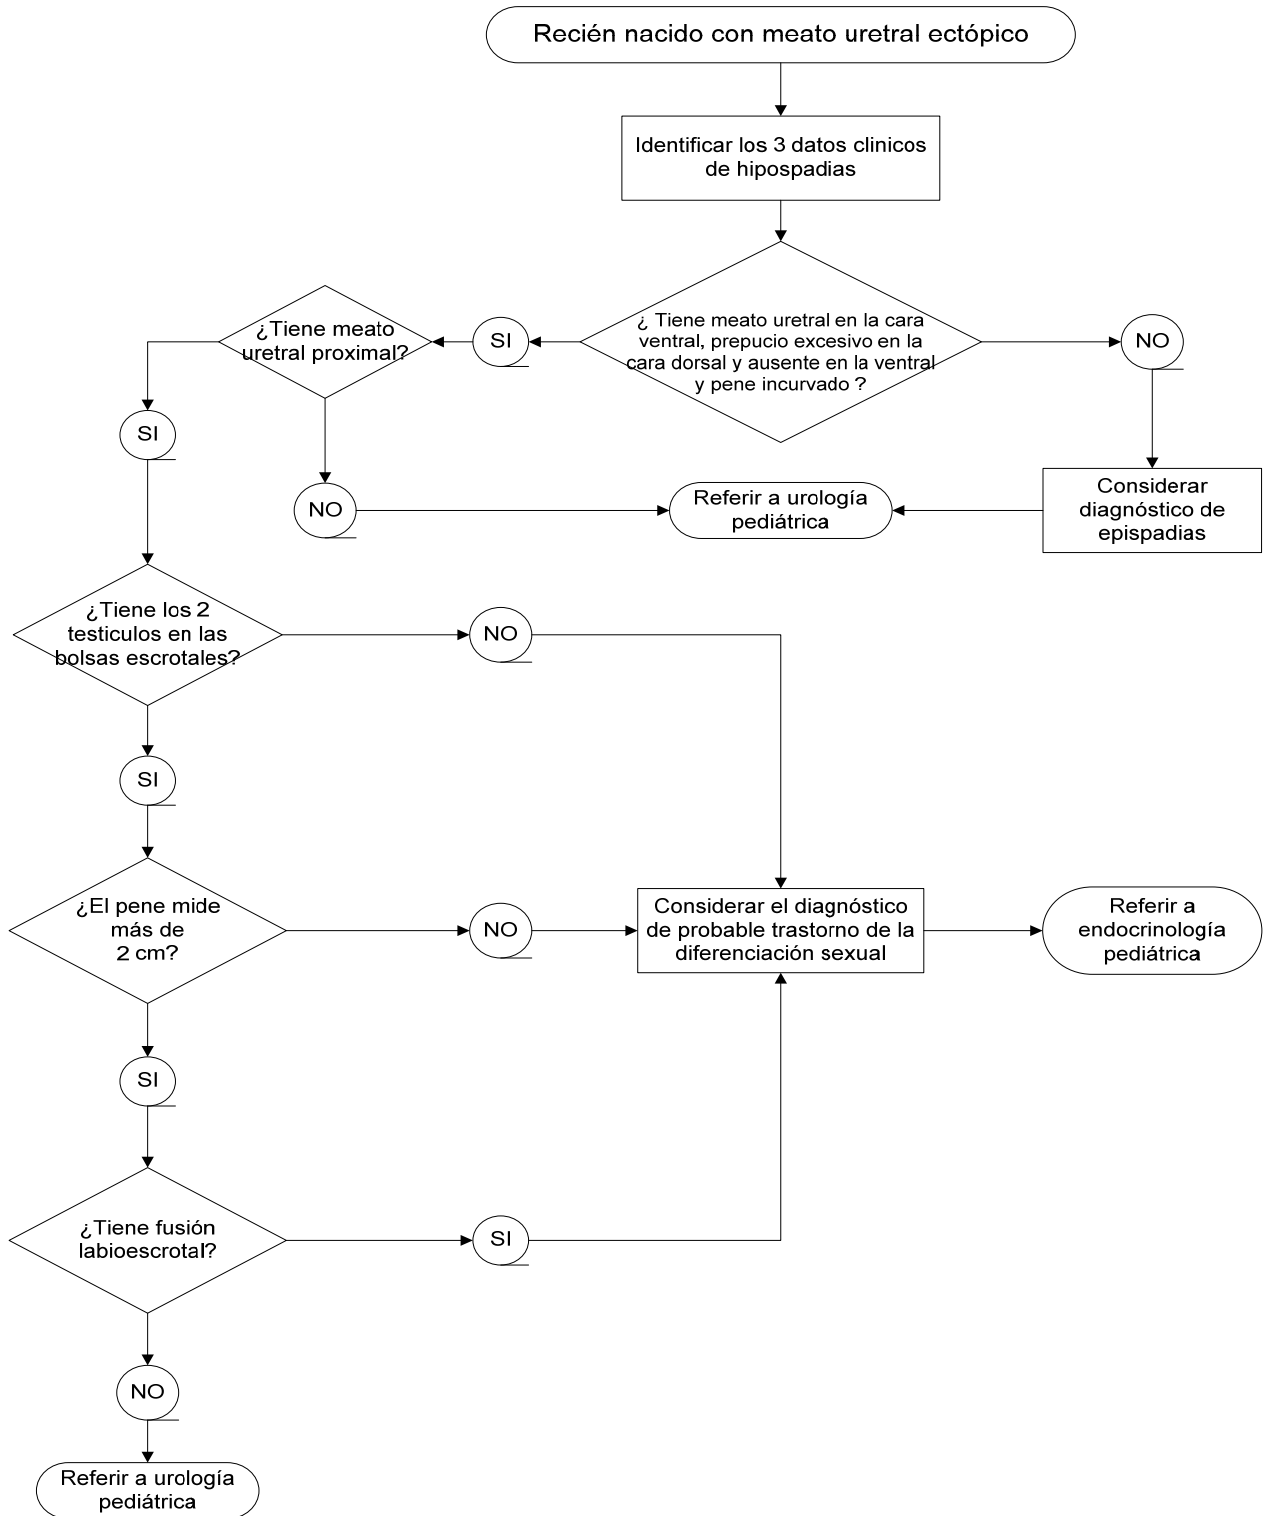 Recién nacido con meato uretral ectópico
Identificar los 3 datos clinicos
de hipospadias
¿ Tiene meato uretral en la cara
ventral, prepucio excesivo en la
cara dorsal y ausente en la ventral
y pene incurvado ?
¿Tiene meato
uretral proximal?
SI
NO
SI
NO
Referir a urología
pediátrica
Considerar
diagnóstico de
epispadias
¿Tiene los 2
testiculos en las
bolsas escrotales?
NO
SI
¿El pene mide
más de
2 cm?
NO
Considerar el diagnóstico
de probable trastorno de la
diferenciación sexual
Referir a
endocrinología
pediátrica
SI
¿Tiene fusión
labioescrotal?
SI
NO
Referir a urología
pediátrica